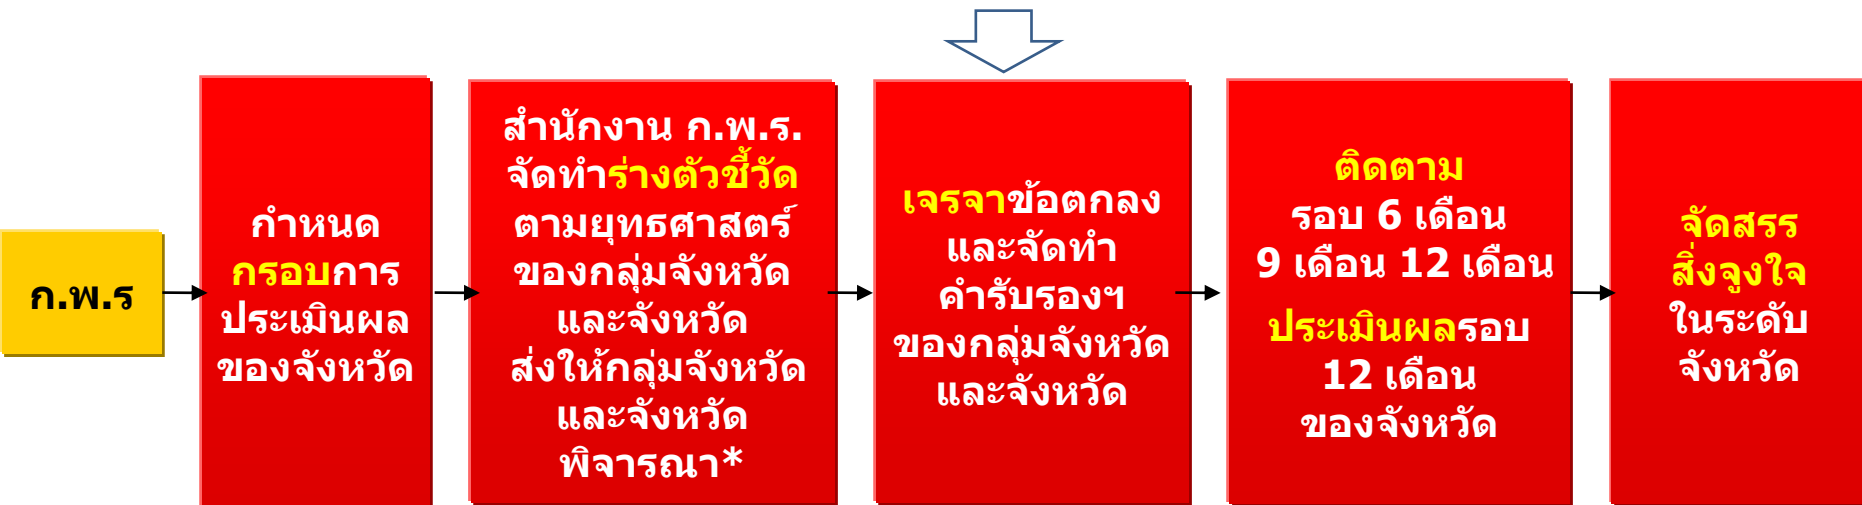 ก.พ.ร
กำหนด
กรอบการ
ประเมินผล
ของจังหวัด
สำนักงาน ก.พ.ร.
จัดทำร่างตัวชี้วัด
ตามยุทธศาสตร์
ของกลุ่มจังหวัด
และจังหวัด
ส่งให้กลุ่มจังหวัด
และจังหวัด
พิจารณา*
เจรจาข้อตกลง
และจัดทำ
คำรับรองฯ
ของกลุ่มจังหวัด
และจังหวัด
ติดตาม
รอบ 6 เดือน
9 เดือน 12 เดือน
ประเมินผลรอบ
12 เดือน
ของจังหวัด
จัดสรร
สิ่งจูงใจ
ในระดับ
จังหวัด